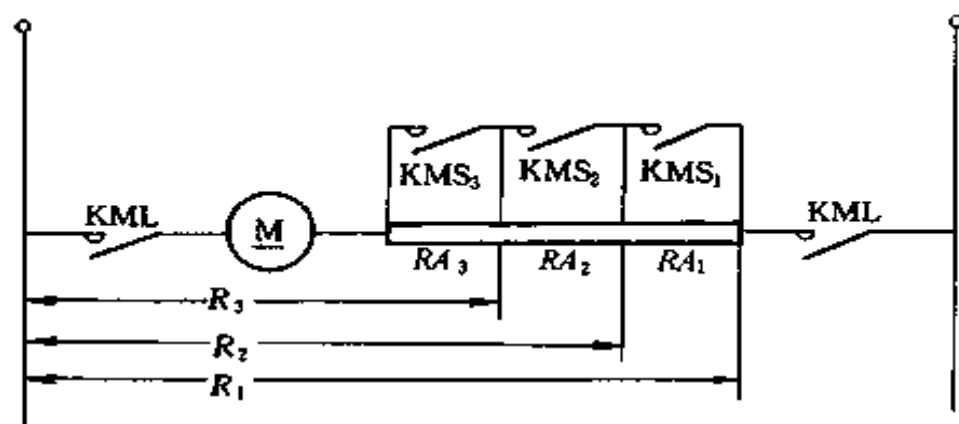 KMS₃ KMS₂ KMS₁
KML M KML
RA₃ RA₂ RA₁
R₃
R₂
R₁